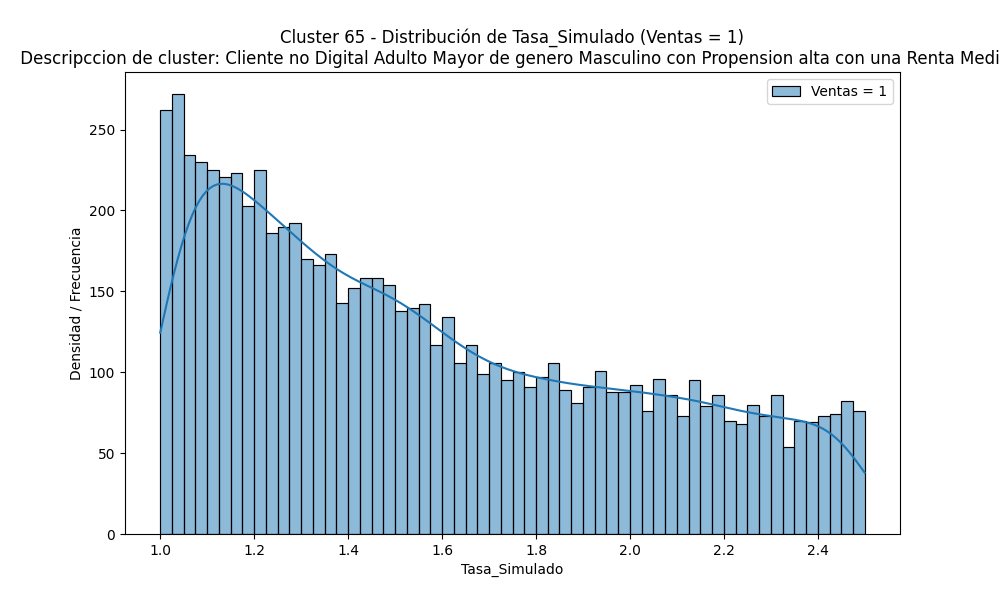 Cluster 65 - Distribución de Tasa_Simulado (Ventas = 1)
Descripccion de cluster: Cliente no Digital Adulto Mayor de genero Masculino con Propension alta con una Renta Medi
Ventas = 1
Densidad / Frecuencia
250
200
150
100
50
0
1.0 1.2 1.4 1.6 1.8 2.0 2.2 2.4
Tasa_Simulado